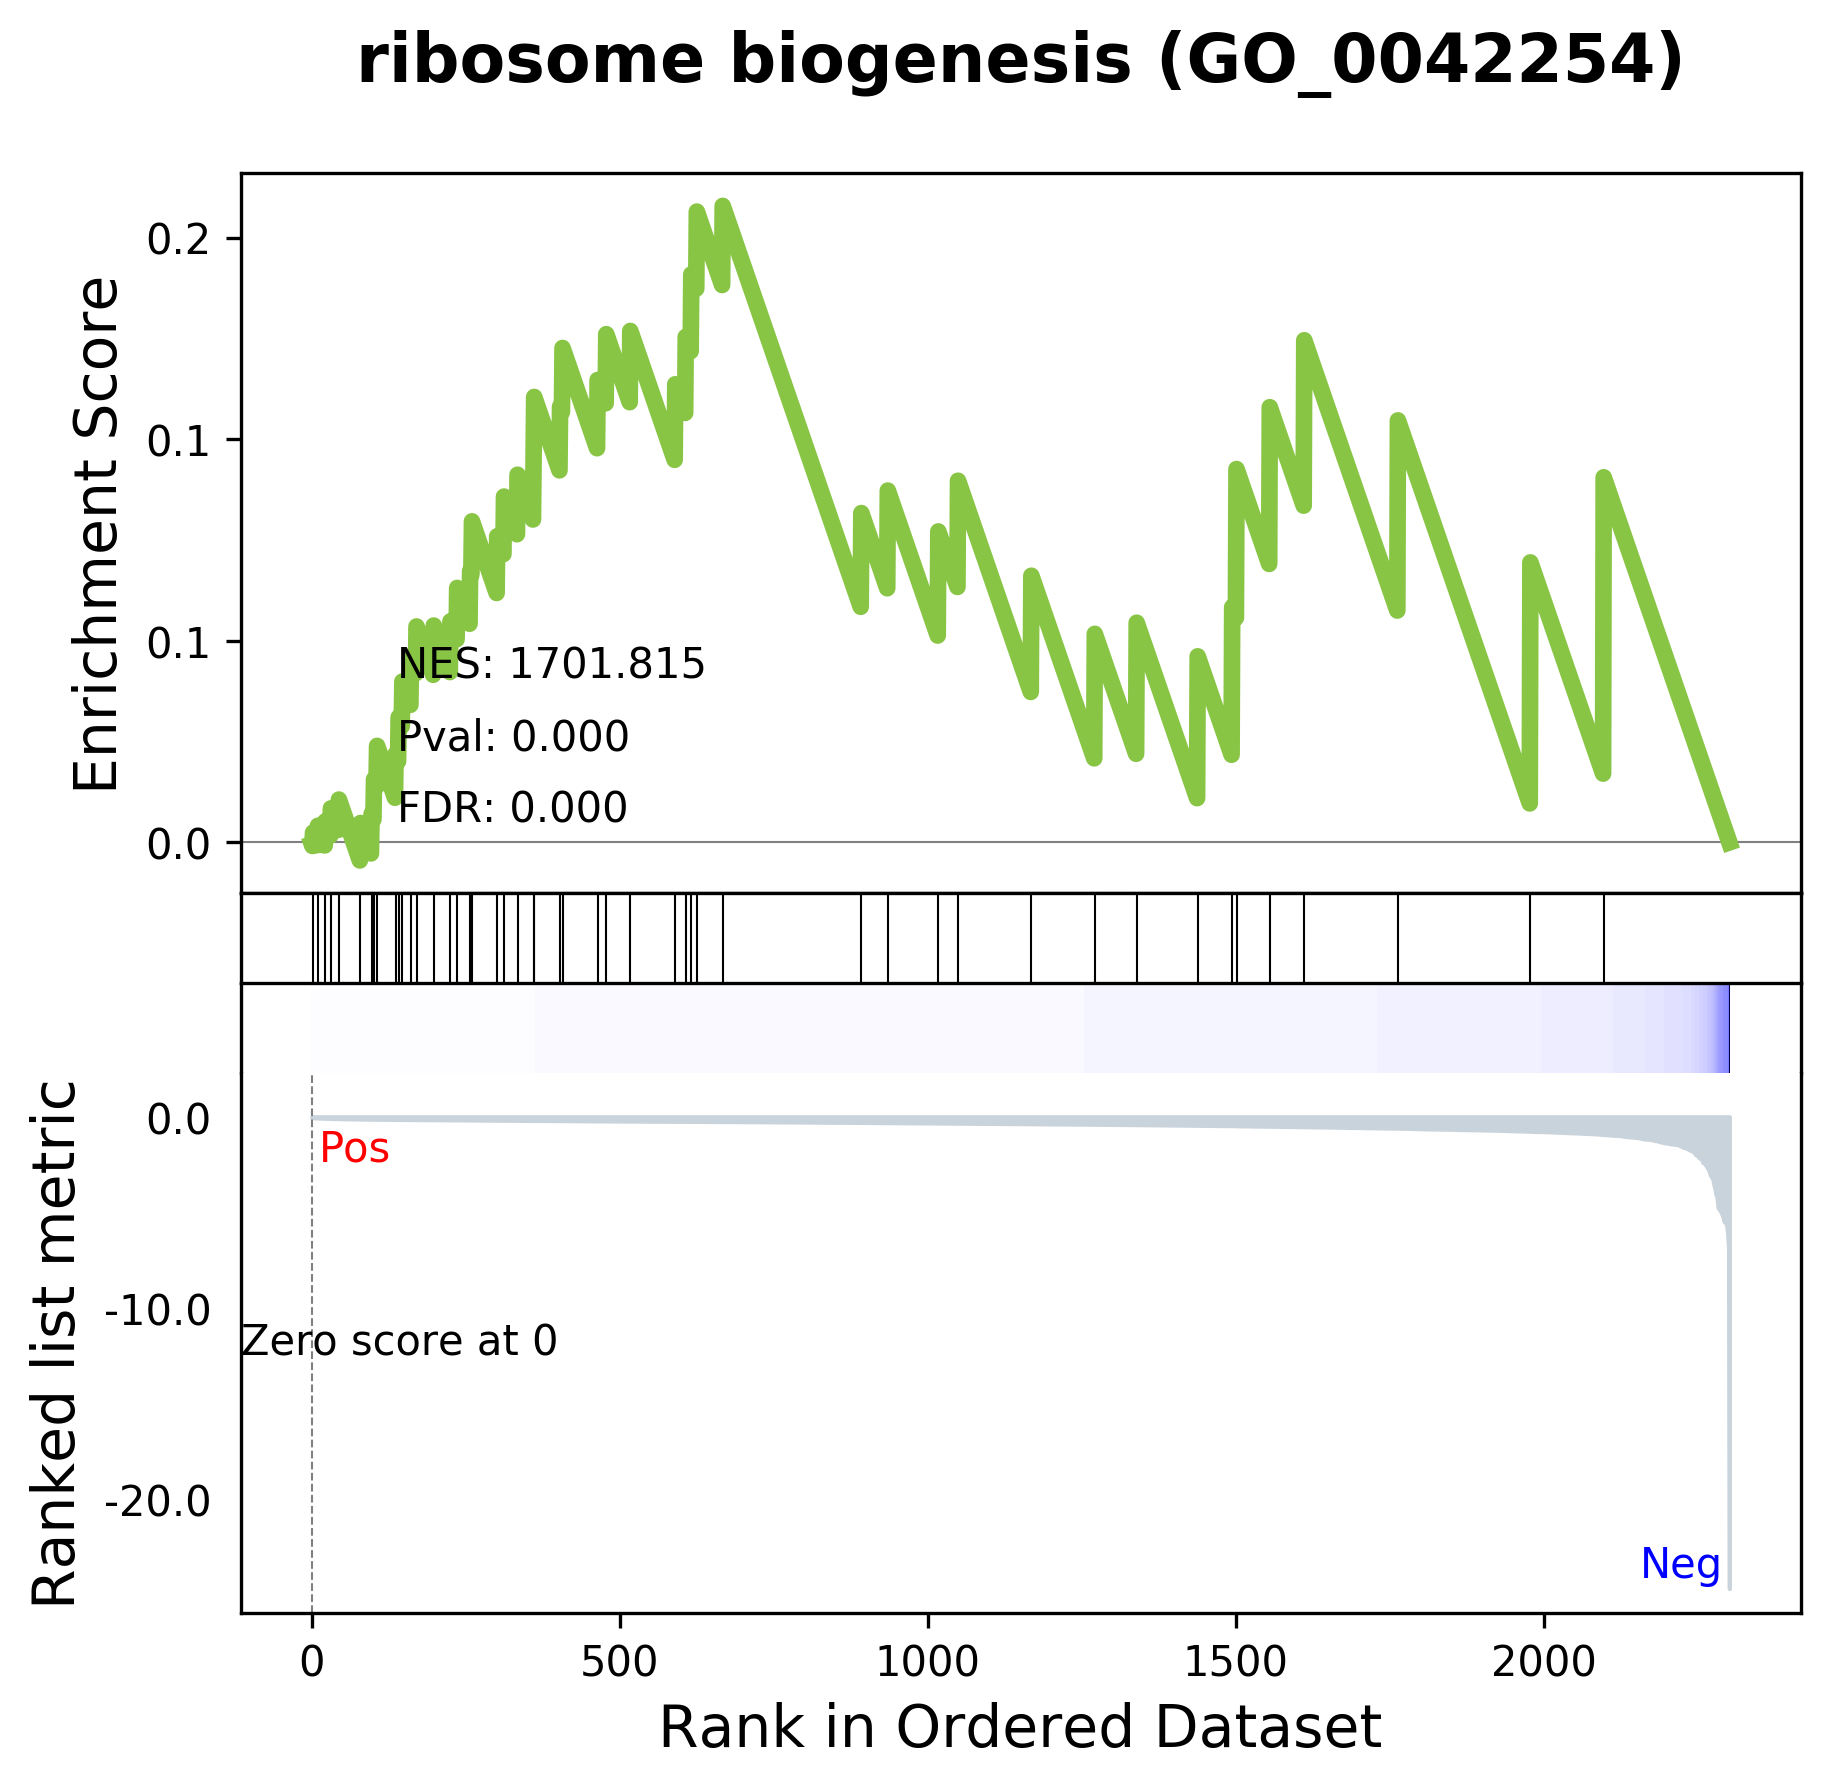 ribosome biogenesis (GO_0042254)
Enrichment Score
0.2
0.1
0.1
0.0
NES: 1701.815
Pval: 0.000
FDR: 0.000
Ranked list metric
0.0
-10.0
-20.0
Pos
Zero score at 0
Neg
0 500 1000 1500 2000
Rank in Ordered Dataset